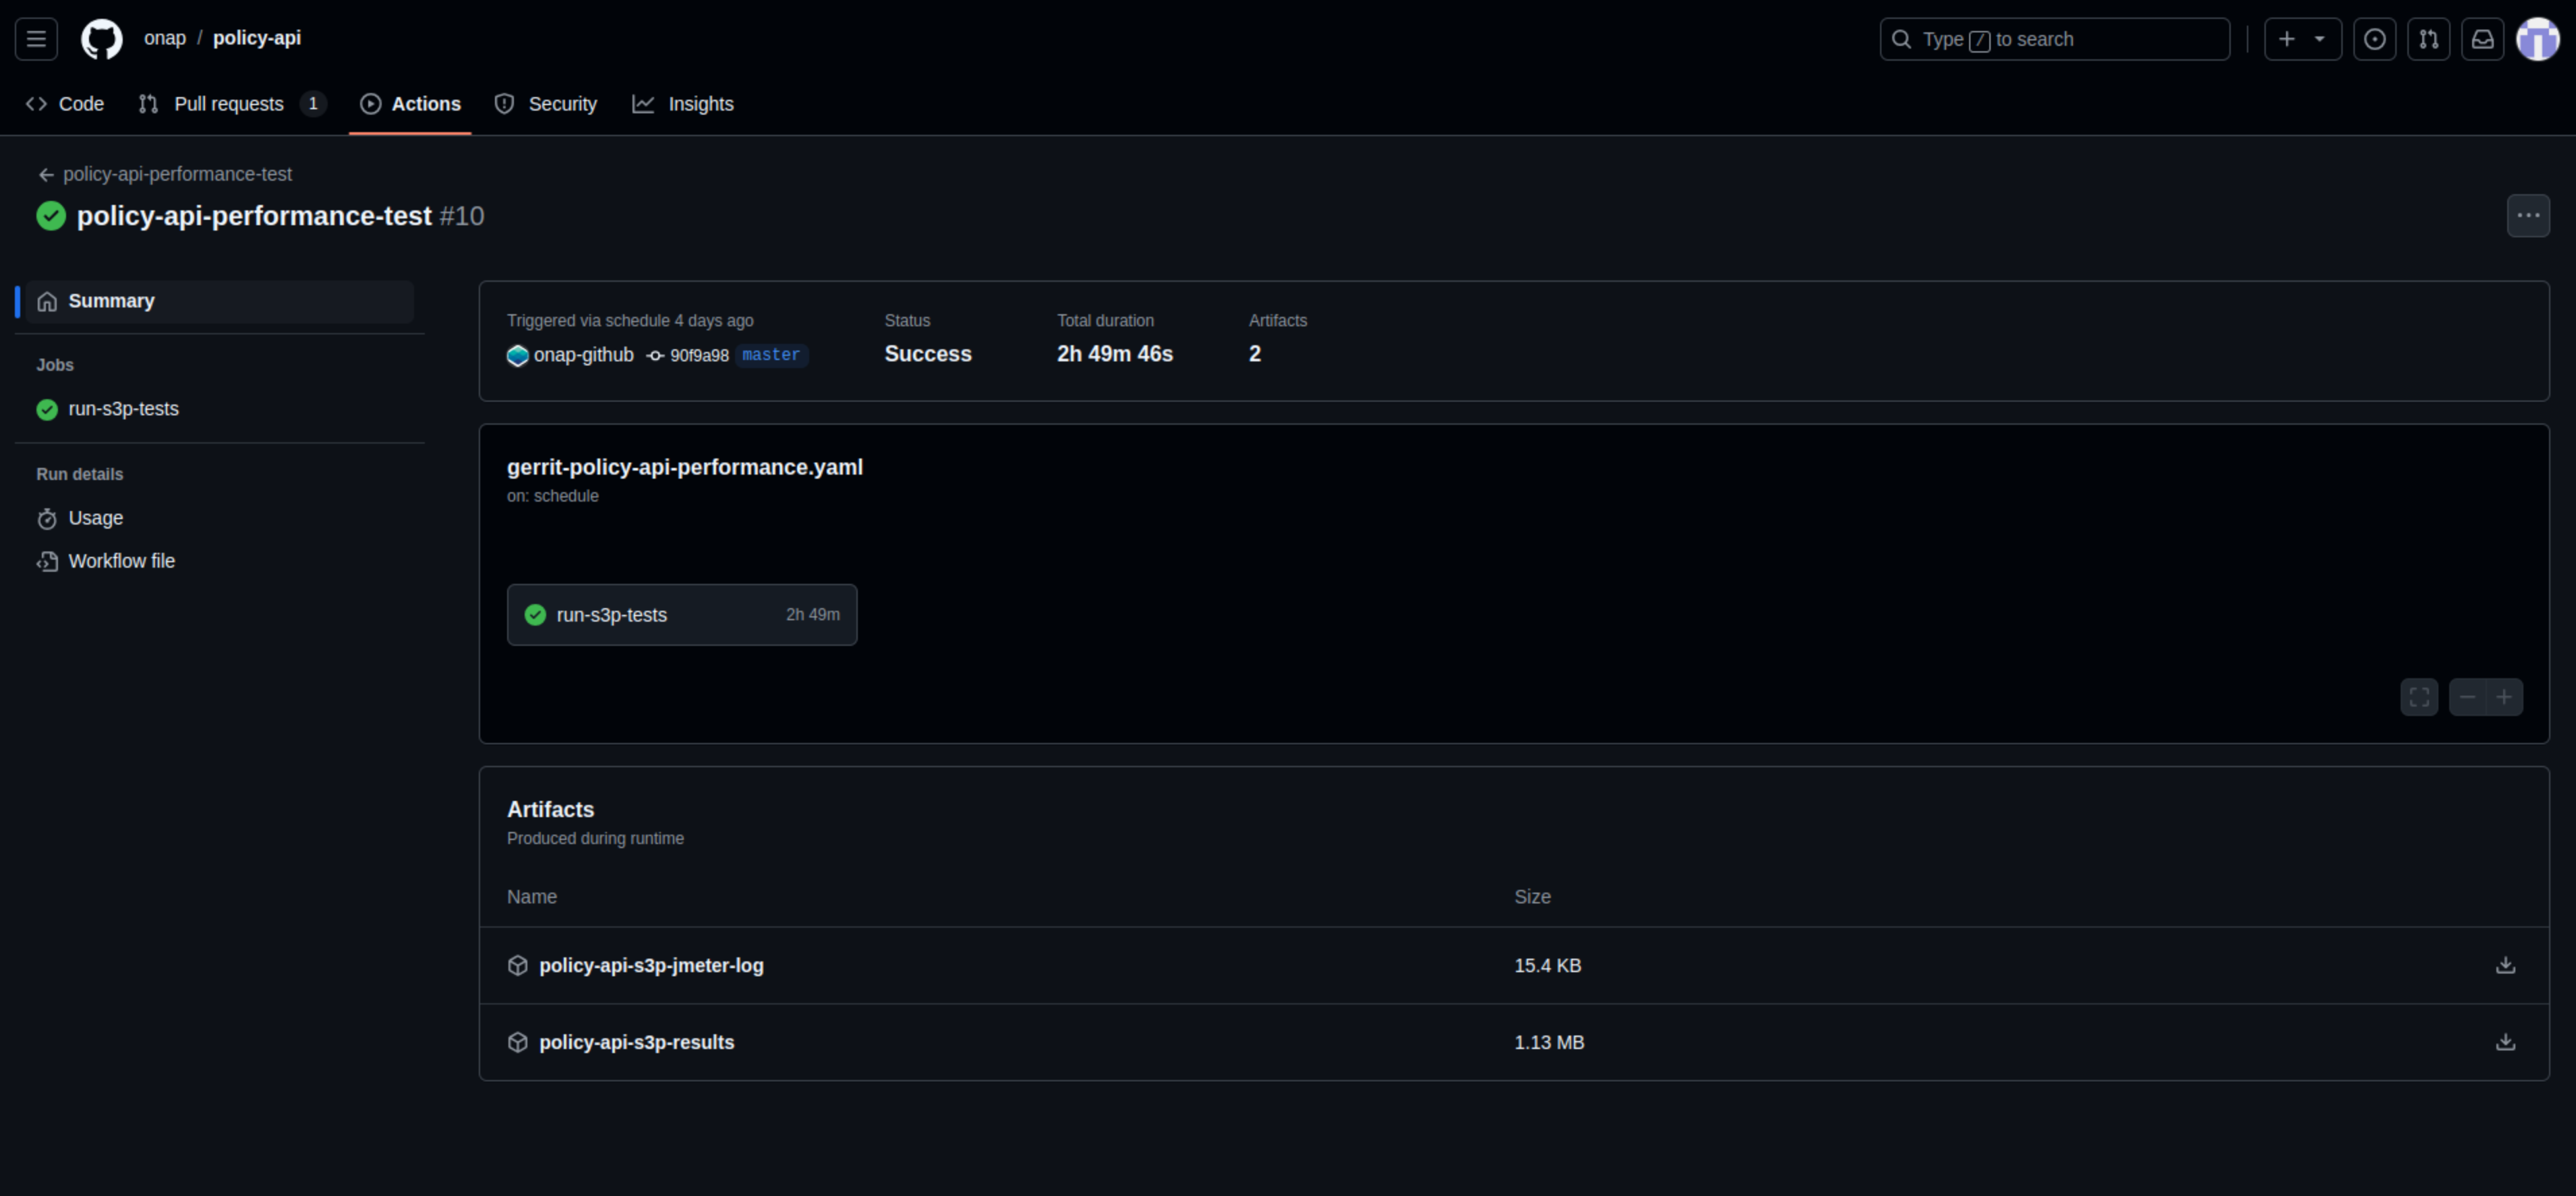 onap / policy-api
Type / to search
Code
Pull requests 1
Actions
Security
Insights
policy-api-performance-test
policy-api-performance-test #10
Summary
Jobs
run-s3p-tests
Run details
Usage
Workflow file
Triggered via schedule 4 days ago
onap-github 90f9a98 master
Status
Success
Total duration
2h 49m 46s
Artifacts
2
gerrit-policy-api-performance.yaml
on: schedule
run-s3p-tests 2h 49m
Artifacts
Produced during runtime
Name Size
policy-api-s3p-jmeter-log 15.4 KB
policy-api-s3p-results 1.13 MB